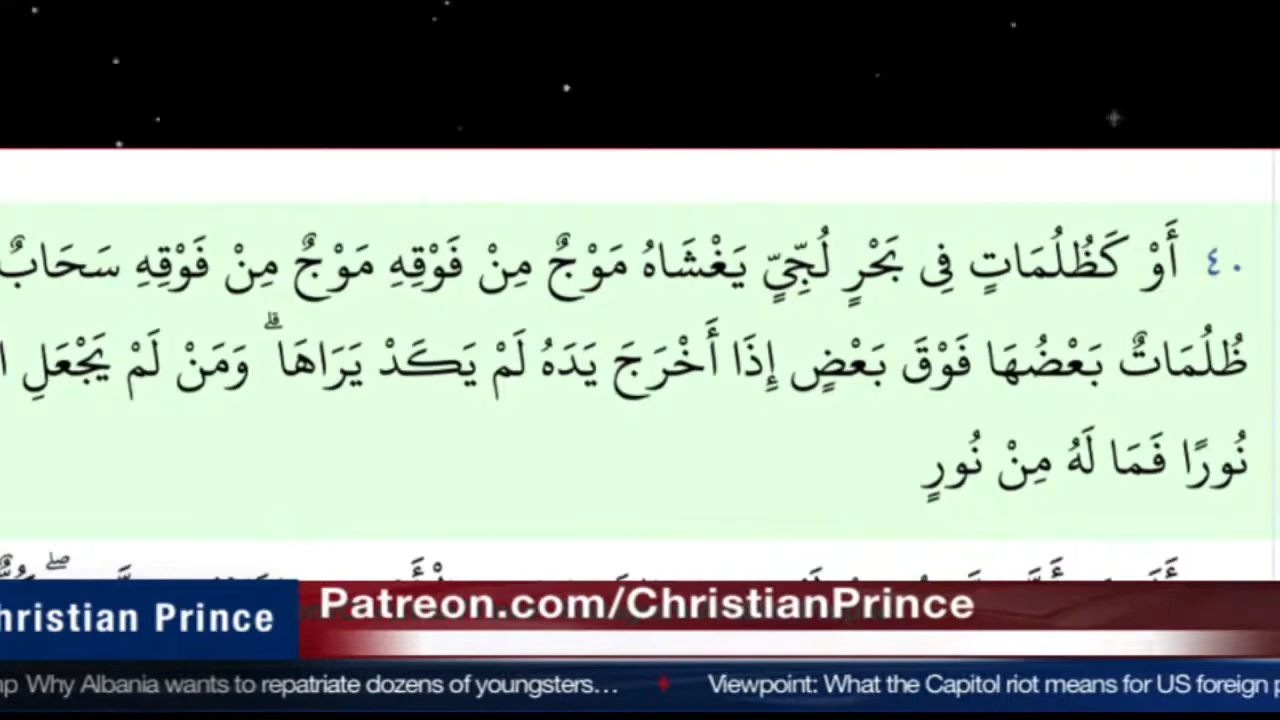 ٤٠ أَوْ كَظُلُمَاتٍ فِى بَحْرٍ لُجِّيٍّ يَغْشَاهُ مَوْجٌ مِنْ فَوْقِهِ مَوْجٌ مِنْ فَوْقِهِ سَحَابٌ
ظُلُمَاتٌ بَعْضُهَا فَوْقَ بَعْضٍ إِذَا أَخْرَجَ يَدَهُ لَمْ يَكَدْ يَرَاهَا ۗ وَمَنْ لَمْ يَجْعَلِ
نُورًا فَمَا لَهُ مِنْ نُورٍ
hristian Prince
Patreon.com/ChristianPrince
Why Albania wants to repatriate dozens of youngsters… Viewpoint: What the Capitol riot means for US foreign